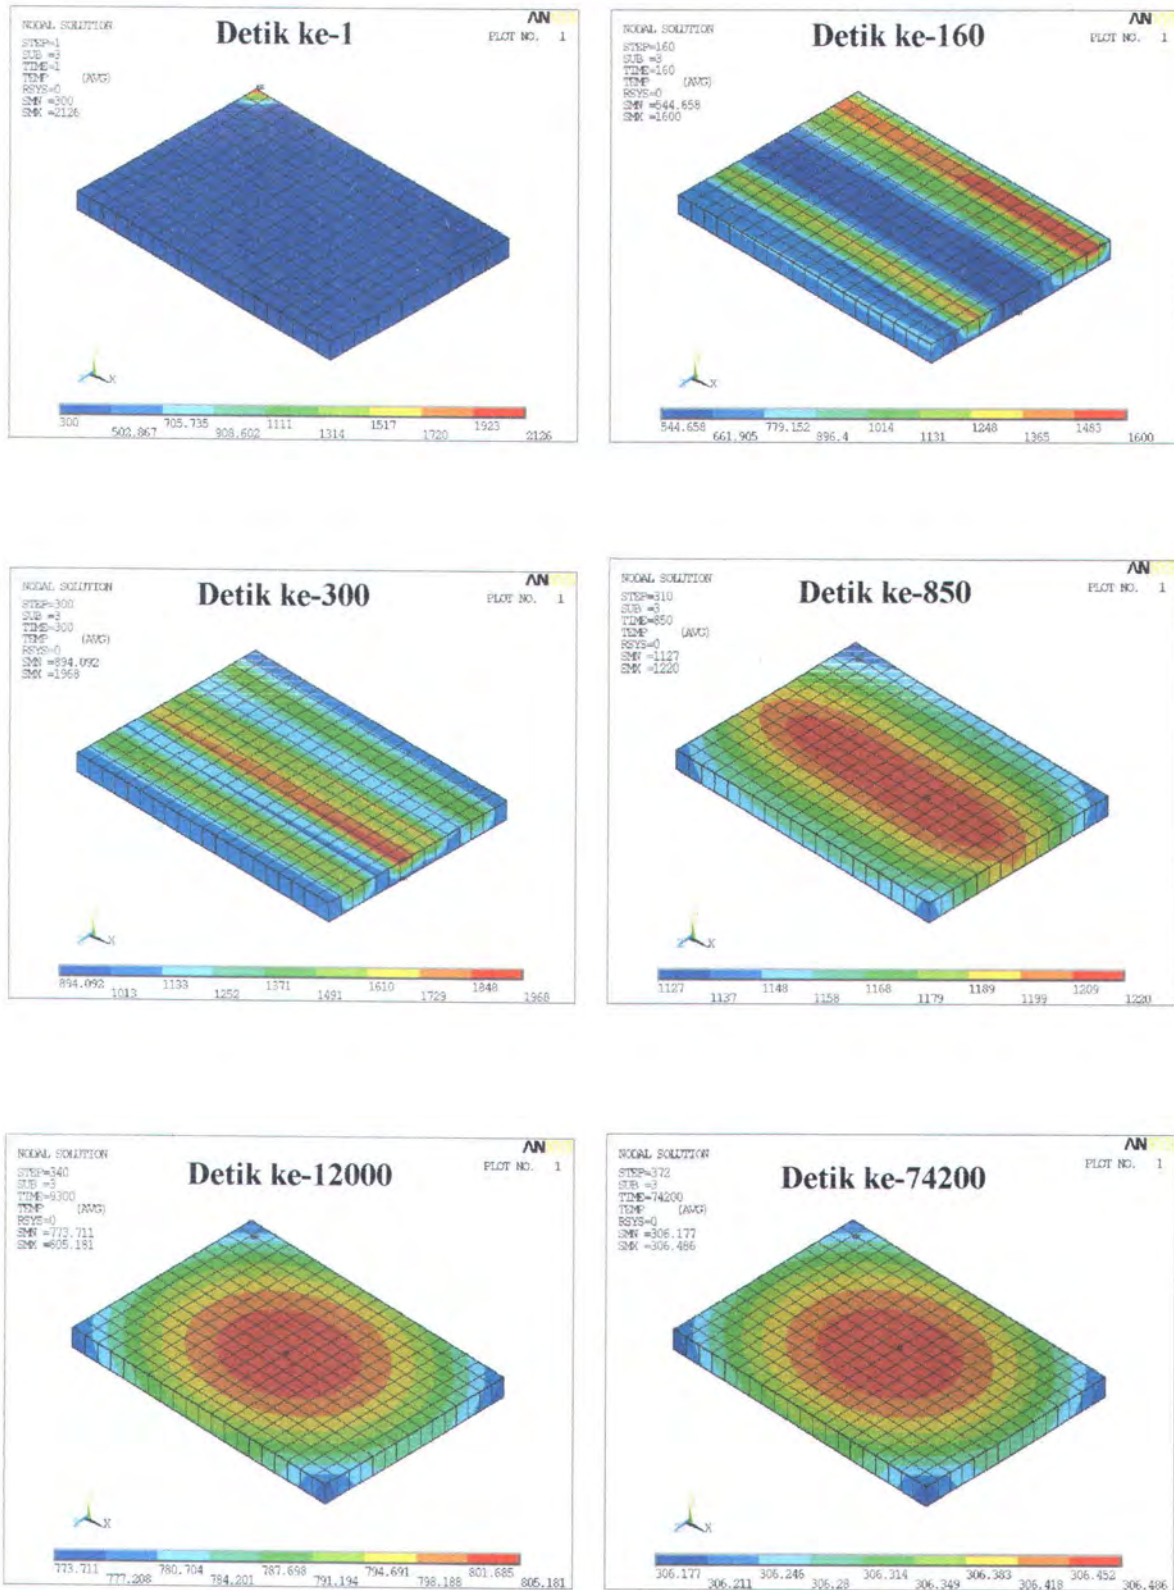 NODAL SOLUTION
STEP=1
SUB =3
TIME=1
TEMP (AVG)
RSYS=0
SMN =300
SMX =2126
Detik ke-1
AN
PLOT NO. 1
X
300 502.867 705.735 908.602 1111 1314 1517 1720 1923 2126
NODAL SOLUTION
STEP=160
SUB =3
TIME=160
TEMP (AVG)
RSYS=0
SMN =544.658
SMX =1600
Detik ke-160
AN
PLOT NO. 1
X
544.658 661.905 779.152 896.4 1014 1131 1248 1365 1483 1600
NODAL SOLUTION
STEP=300
SUB =3
TIME=300
TEMP (AVG)
RSYS=0
SMN =894.092
SMX =1968
Detik ke-300
AN
PLOT NO. 1
X
894.092 1013 1133 1252 1371 1491 1610 1729 1848 1968
NODAL SOLUTION
STEP=310
SUB =3
TIME=850
TEMP (AVG)
RSYS=0
SMN =1127
SMX =1220
Detik ke-850
AN
PLOT NO. 1
Z X
1127 1137 1148 1158 1168 1179 1189 1199 1209 1220
NODAL SOLUTION
STEP=340
SUB =3
TIME=9300
TEMP (AVG)
RSYS=0
SMN =773.711
SMX =805.181
Detik ke-12000
AN
PLOT NO. 1
X
773.711 777.208 780.704 784.201 787.698 791.194 794.691 798.188 801.685 805.181
NODAL SOLUTION
STEP=372
SUB =3
TIME=74200
TEMP (AVG)
RSYS=0
SMN =306.177
SMX =306.486
Detik ke-74200
AN
PLOT NO. 1
Z X
306.177 306.211 306.246 306.28 306.314 306.349 306.383 306.418 306.452 306.486